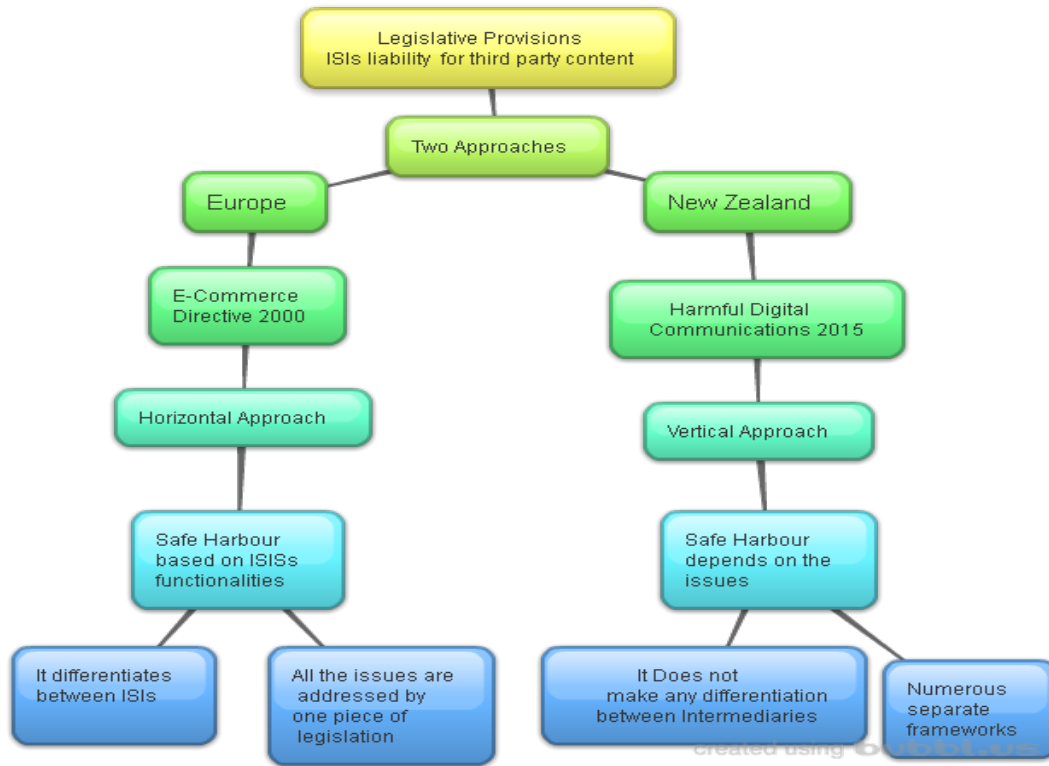 Legislative Provisions
ISIs liability for third party content
Two Approaches
Europe
New Zealand
E-Commerce
Directive 2000
Harmful Digital
Communications 2015
Horizontal Approach
Vertical Approach
Safe Harbour
based on ISISs
functionalities
Safe Harbour
depends on the
issues
It differentiates
between ISIs
All the issues are
addressed by
one piece of
legislation
It Does not
make any differentiation
between Intermediaries
Numerous
separate
frameworks
created using bubbl.us